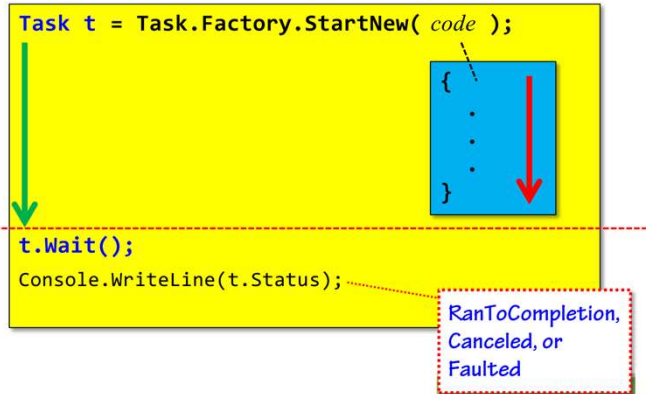 Task t = Task.Factory.StartNew( code );
{
.
.
.
}
t.Wait();
Console.WriteLine(t.Status);
RanToCompletion,
Canceled, or
Faulted